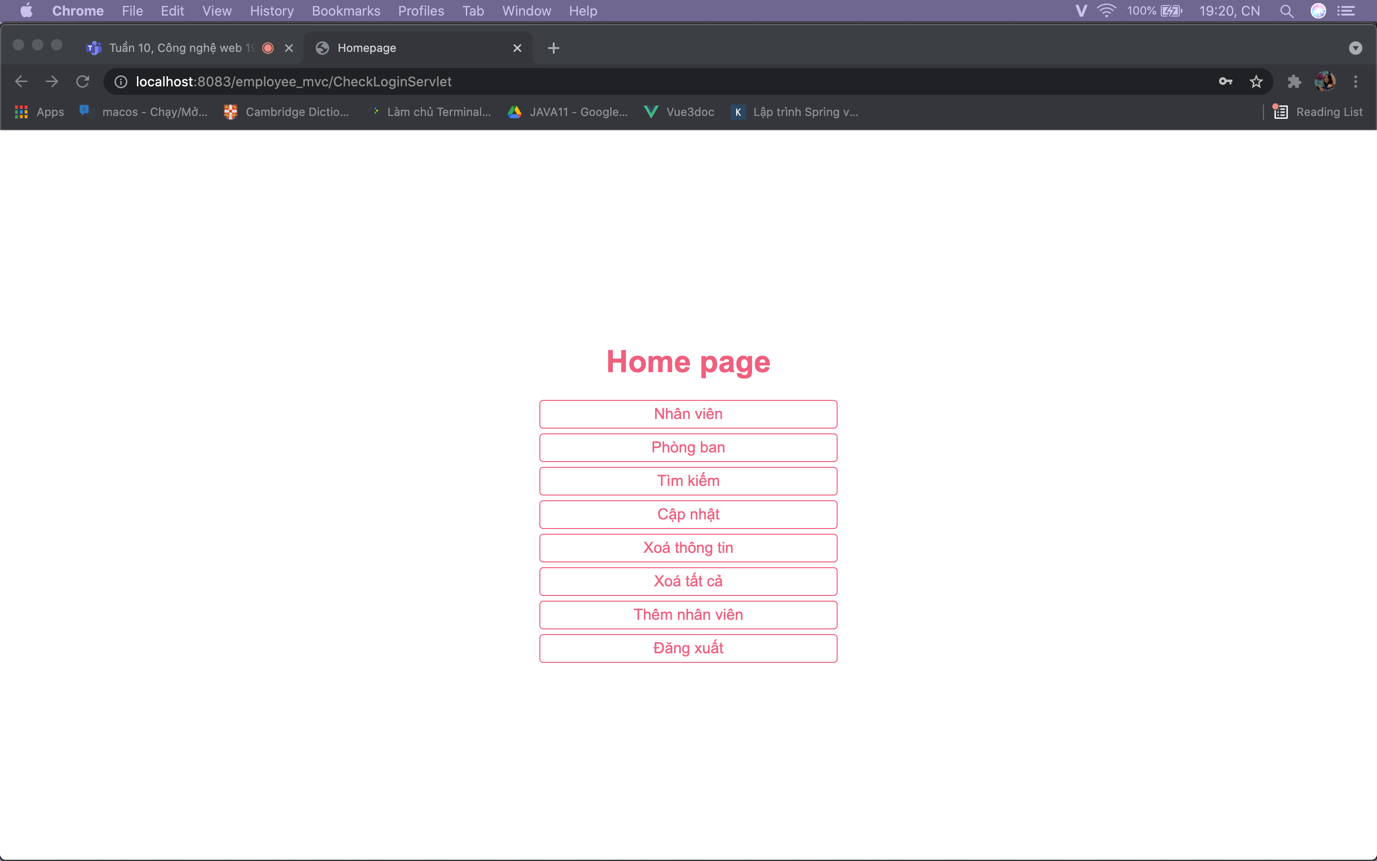 Chrome File Edit View History Bookmarks Profiles Tab Window Help 100% 19:20, CN
Tuần 10, Công nghệ web Homepage
localhost:8083/employee_mvc/CheckLoginServlet
Apps macos - Chạy/Mở... Cambridge Dictio... Làm chủ Terminal... JAVA11 - Google... Vue3doc K Lập trình Spring v... Reading List
Home page
Nhân viên
Phòng ban
Tìm kiếm
Cập nhật
Xoá thông tin
Xoá tất cả
Thêm nhân viên
Đăng xuất